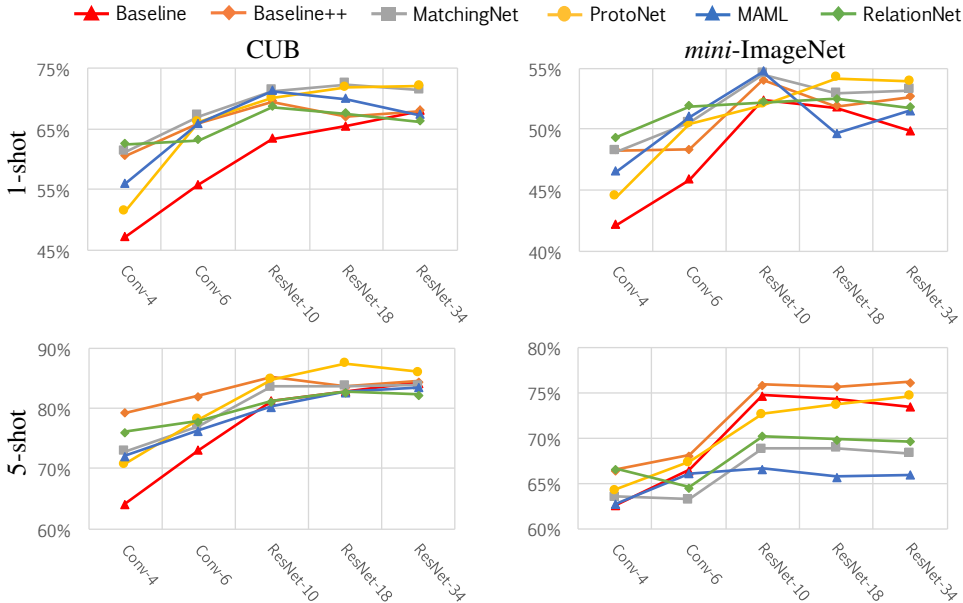 Baseline Baseline++ MatchingNet ProtoNet MAML RelationNet
CUB
mini-ImageNet
1-shot
75%
65%
55%
45%
Conv-4 Conv-6 ResNet-10 ResNet-18 ResNet-34
55%
50%
45%
40%
Conv-4 Conv-6 ResNet-10 ResNet-18 ResNet-34
5-shot
90%
80%
70%
60%
Conv-4 Conv-6 ResNet-10 ResNet-18 ResNet-34
80%
75%
70%
65%
60%
Conv-4 Conv-6 ResNet-10 ResNet-18 ResNet-34